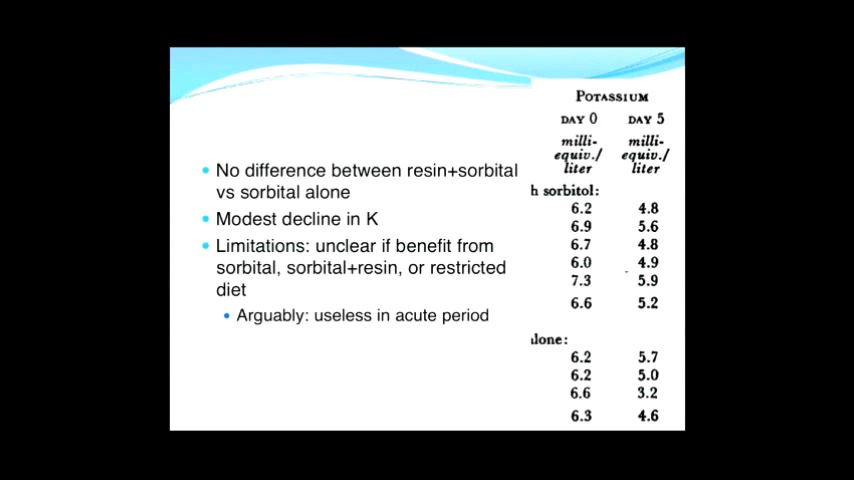 No difference between resin+sorbital
vs sorbital alone
Modest decline in K
Limitations: unclear if benefit from
sorbital, sorbital+resin, or restricted
diet
Arguably: useless in acute period
POTASSIUM
DAY 0 DAY 5
milli- milli-
equiv./ equiv./
liter liter
h sorbitol:
6.2 4.8
6.9 5.6
6.7 4.8
6.0 4.9
7.3 5.9
6.6 5.2
lone:
6.2 5.7
6.2 5.0
6.6 3.2
6.3 4.6